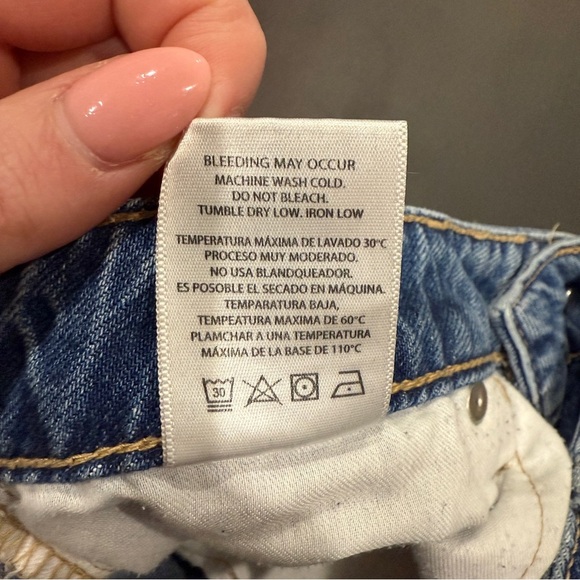 BLEEDING MAY OCCUR
MACHINE WASH COLD.
DO NOT BLEACH.
TUMBLE DRY LOW. IRON LOW
TEMPERATURA MÁXIMA DE LAVADO 30°C
PROCESO MUY MODERADO.
NO USA BLANDQUEADOR.
ES POSOBLE EL SECADO EN MÁQUINA.
TEMPARATURA BAJA,
TEMPEATURA MAXIMA DE 60°C
PLAMCHAR A UNA TEMPERATURA
MÁXIMA DE LA BASE DE 110°C
30